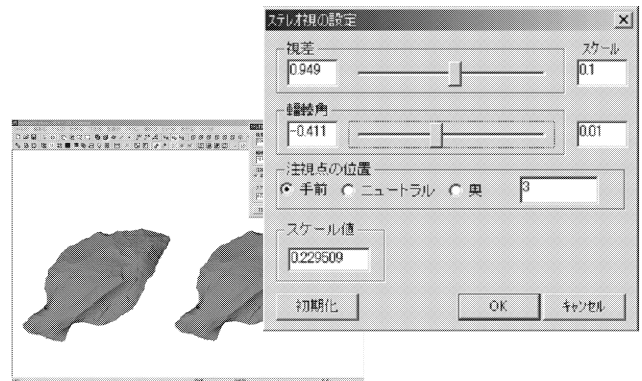 ステレオ視の設定
視差
スケール
0.949
0.1
輻輳角
-0.411
0.01
注視点の位置
手前 ニュートラル 奥 3
スケール値
0.229509
初期化 OK キャンセル